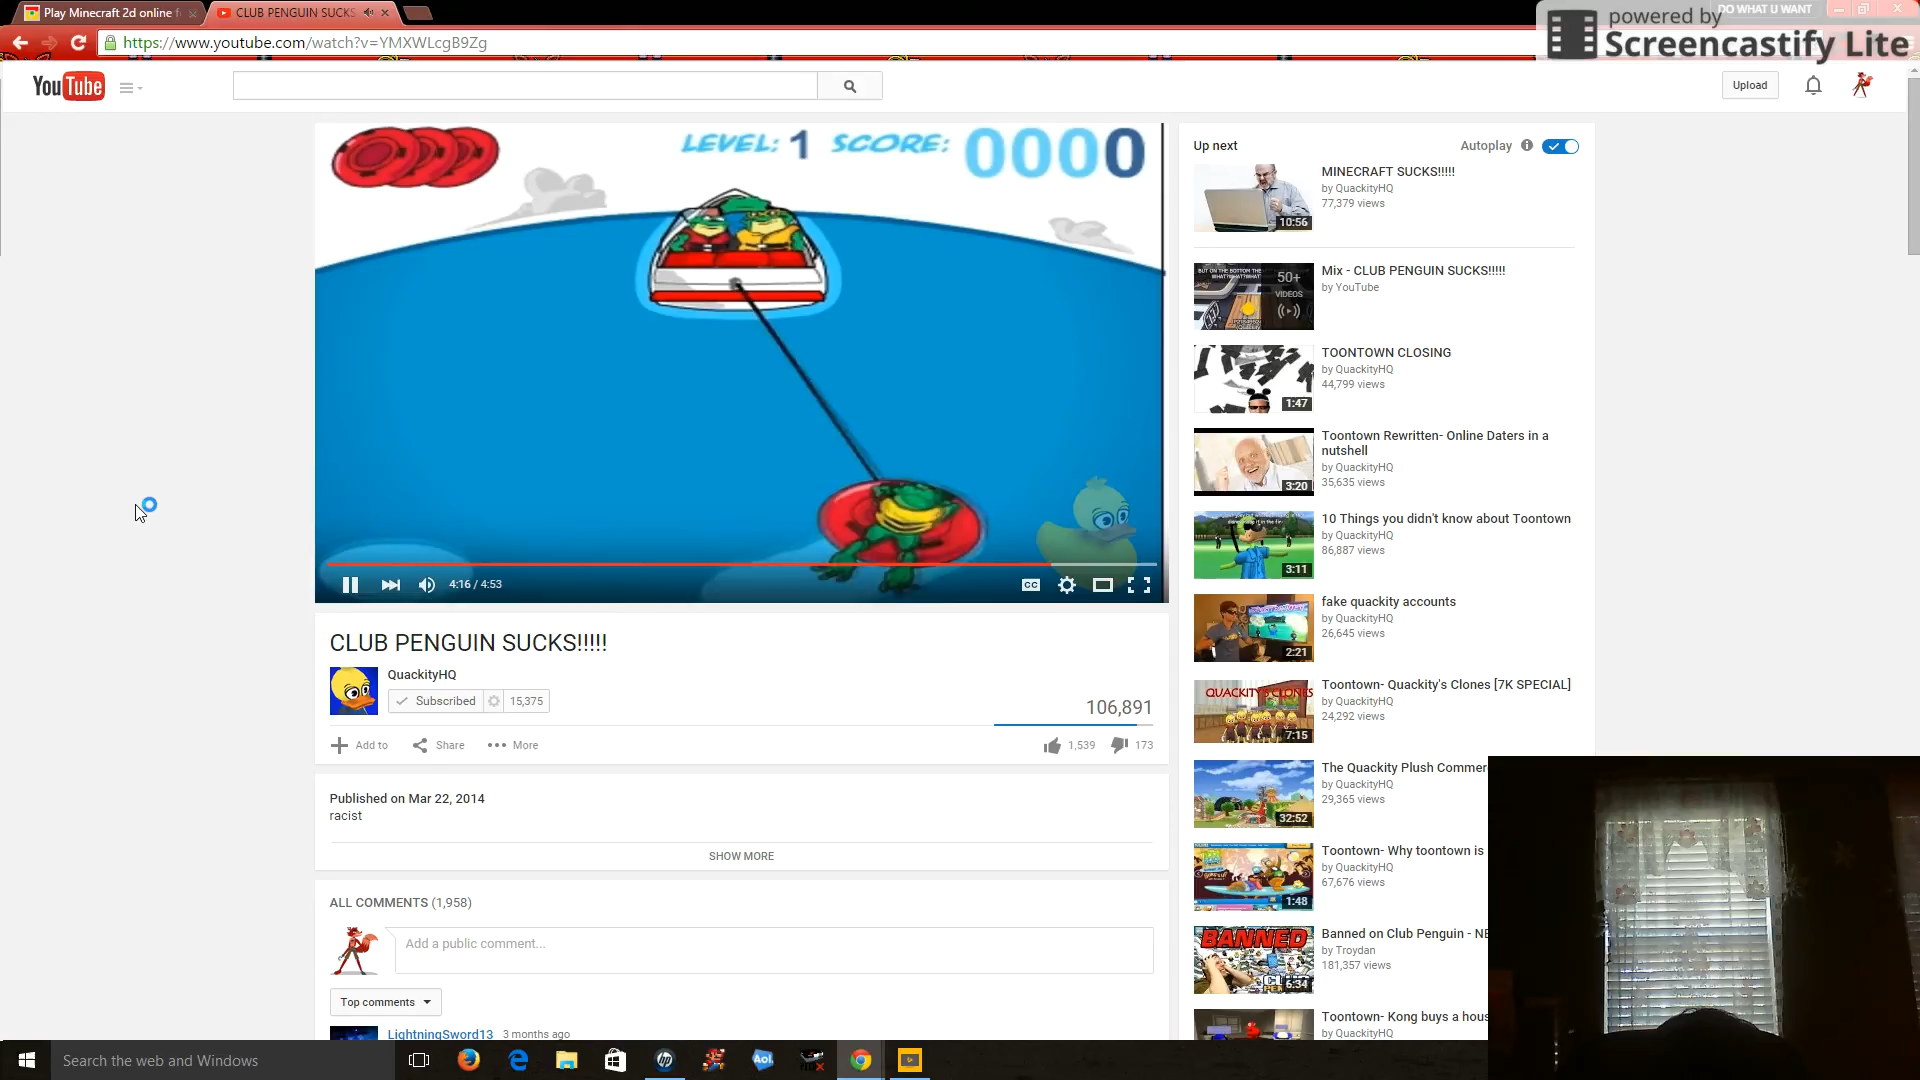 Play Minecraft 2d online f
CLUB PENGUIN SUCKS
DO WHAT U WANT
powered by
Screencastify Lite
https://www.youtube.com/watch?v=YMXWLcgB9Zg
YouTube
Upload
LEVEL: 1 SCORE: 0000
4:16 / 4:53
CC
CLUB PENGUIN SUCKS!!!!!
QuackityHQ
Subscribed 15,375
106,891
Add to Share More
1,539 173
Published on Mar 22, 2014
racist
SHOW MORE
ALL COMMENTS (1,958)
Add a public comment...
Top comments
LightningSword13 3 months ago
Up next Autoplay
MINECRAFT SUCKS!!!!!
by QuackityHQ
77,379 views
10:56
Mix - CLUB PENGUIN SUCKS!!!!!
by YouTube
BUT ON THE BOTTOM THE
50+
VIDEOS
TOONTOWN CLOSING
by QuackityHQ
44,799 views
1:47
Toontown Rewritten- Online Daters in a
nutshell
by QuackityHQ
35,635 views
3:20
10 Things you didn't know about Toontown
by QuackityHQ
86,887 views
3:11
fake quackity accounts
by QuackityHQ
26,645 views
2:21
Toontown- Quackity's Clones [7K SPECIAL]
by QuackityHQ
24,292 views
QUACKITY'S CLONES
7:15
The Quackity Plush Commer
by QuackityHQ
29,365 views
32:52
Toontown- Why toontown is
by QuackityHQ
67,676 views
1:48
Banned on Club Penguin - NE
by Troydan
181,357 views
BANNED
6:34
Toontown- Kong buys a hous
by QuackityHQ
Search the web and Windows
hp
Aol